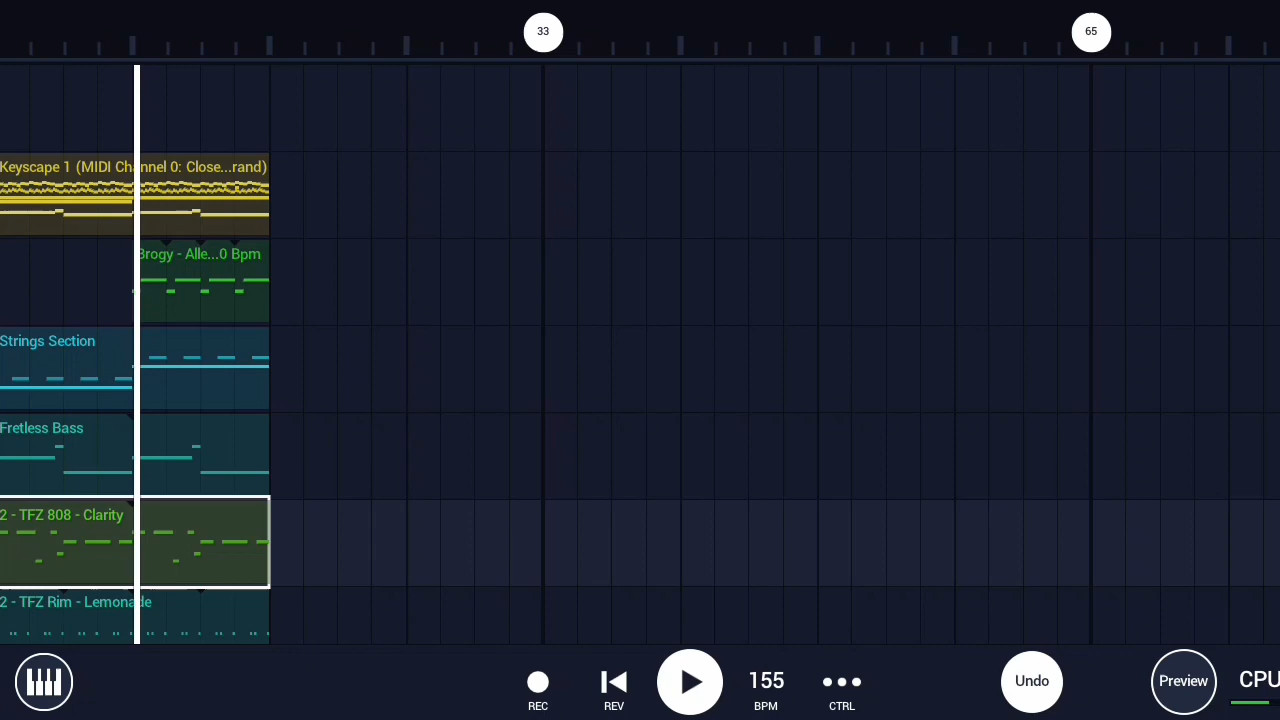 33
65
Keyscape 1 (MIDI Channel 0: Close...rand)
Brogy - Alle...0 Bpm
Strings Section
Fretless Bass
2 - TFZ 808 - Clarity
2 - TFZ Rim - Lemonade
155
Undo
Preview
CPU
REC
REV
BPM
CTRL